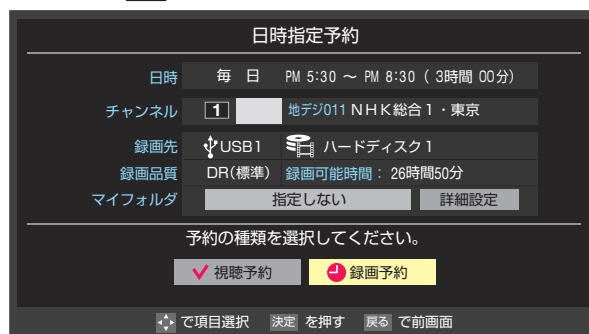 日時指定予約
日時 毎 日 PM 5:30 ～ PM 8:30 ( 3時間 00分)
チャンネル 1 地デジ011 NHK総合1・東京
録画先 USB1 ハードディスク1
録画品質 DR(標準) 録画可能時間： 26時間50分
マイフォルダ 指定しない 詳細設定
予約の種類を選択してください。
視聴予約 録画予約
で項目選択 決定 を押す 戻る で前画面